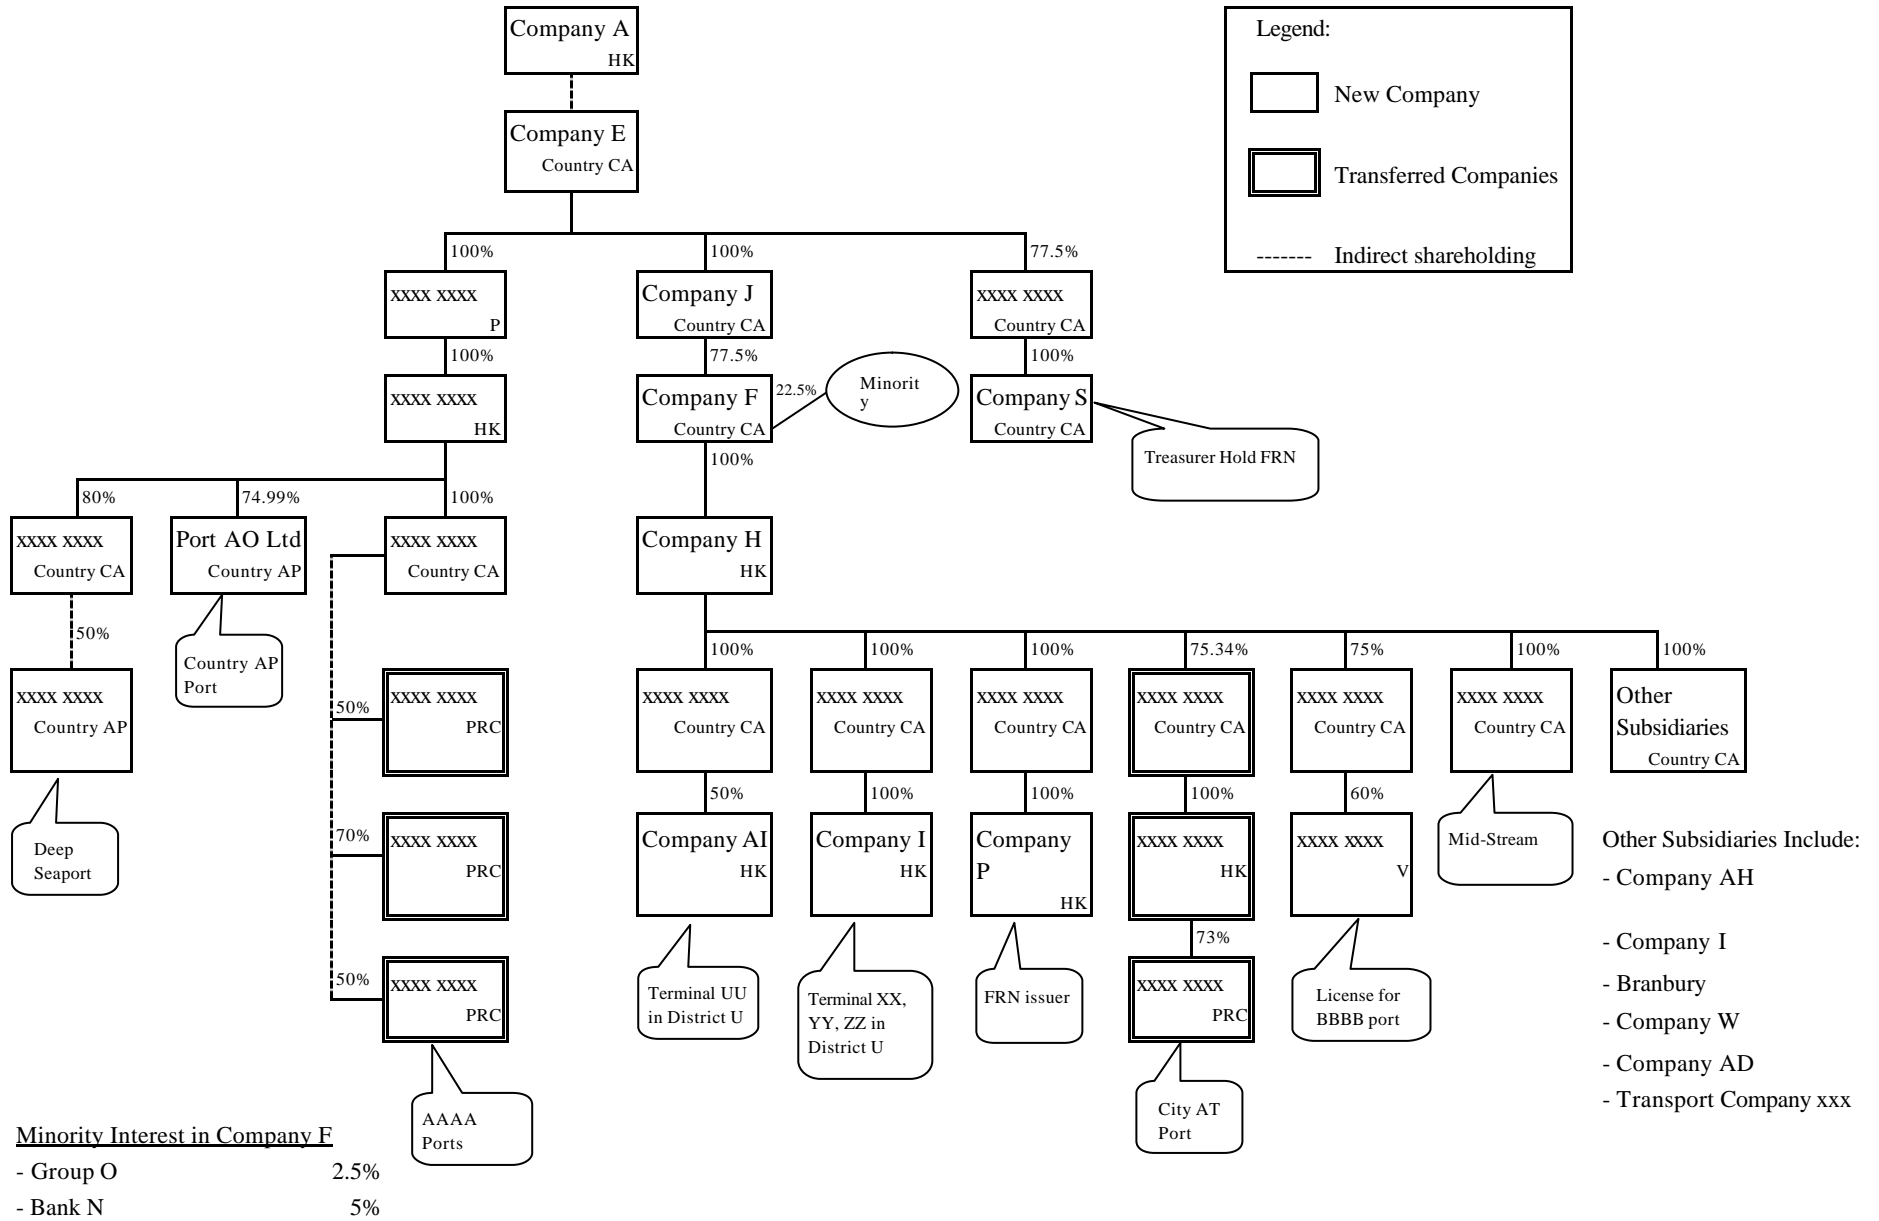 Company A
HK
Legend:
New Company
Transferred Companies
------- Indirect shareholding
Company E
Country CA
100%
100%
77.5%
xxxx xxxx
P
Company J
Country CA
xxxx xxxx
Country CA
100%
77.5%
100%
xxxx xxxx
HK
Company F
Country CA
22.5%
Minorit
y
Company S
Country CA
Treasurer Hold FRN
100%
80%
74.99%
100%
xxxx xxxx
Country CA
Port AO Ltd
Country AP
xxxx xxxx
Country CA
Company H
HK
50%
Country AP
Port
100%
100%
100%
75.34%
75%
100%
100%
xxxx xxxx
Country AP
50%
xxxx xxxx
PRC
xxxx xxxx
Country CA
xxxx xxxx
Country CA
xxxx xxxx
Country CA
xxxx xxxx
Country CA
xxxx xxxx
Country CA
xxxx xxxx
Country CA
Other
Subsidiaries
Country CA
50%
100%
100%
100%
60%
Deep
Seaport
70%
xxxx xxxx
PRC
Company AI
HK
Company I
HK
Company
P
HK
xxxx xxxx
HK
xxxx xxxx
V
Mid-Stream
Other Subsidiaries Include:
- Company AH
- Company I
- Branbury
- Company W
- Company AD
- Transport Company xxx
73%
50%
xxxx xxxx
PRC
Terminal UU
in District U
Terminal XX,
YY, ZZ in
District U
FRN issuer
xxxx xxxx
PRC
License for
BBBB port
AAAA
Ports
City AT
Port
Minority Interest in Company F
- Group O 2.5%
- Bank N 5%